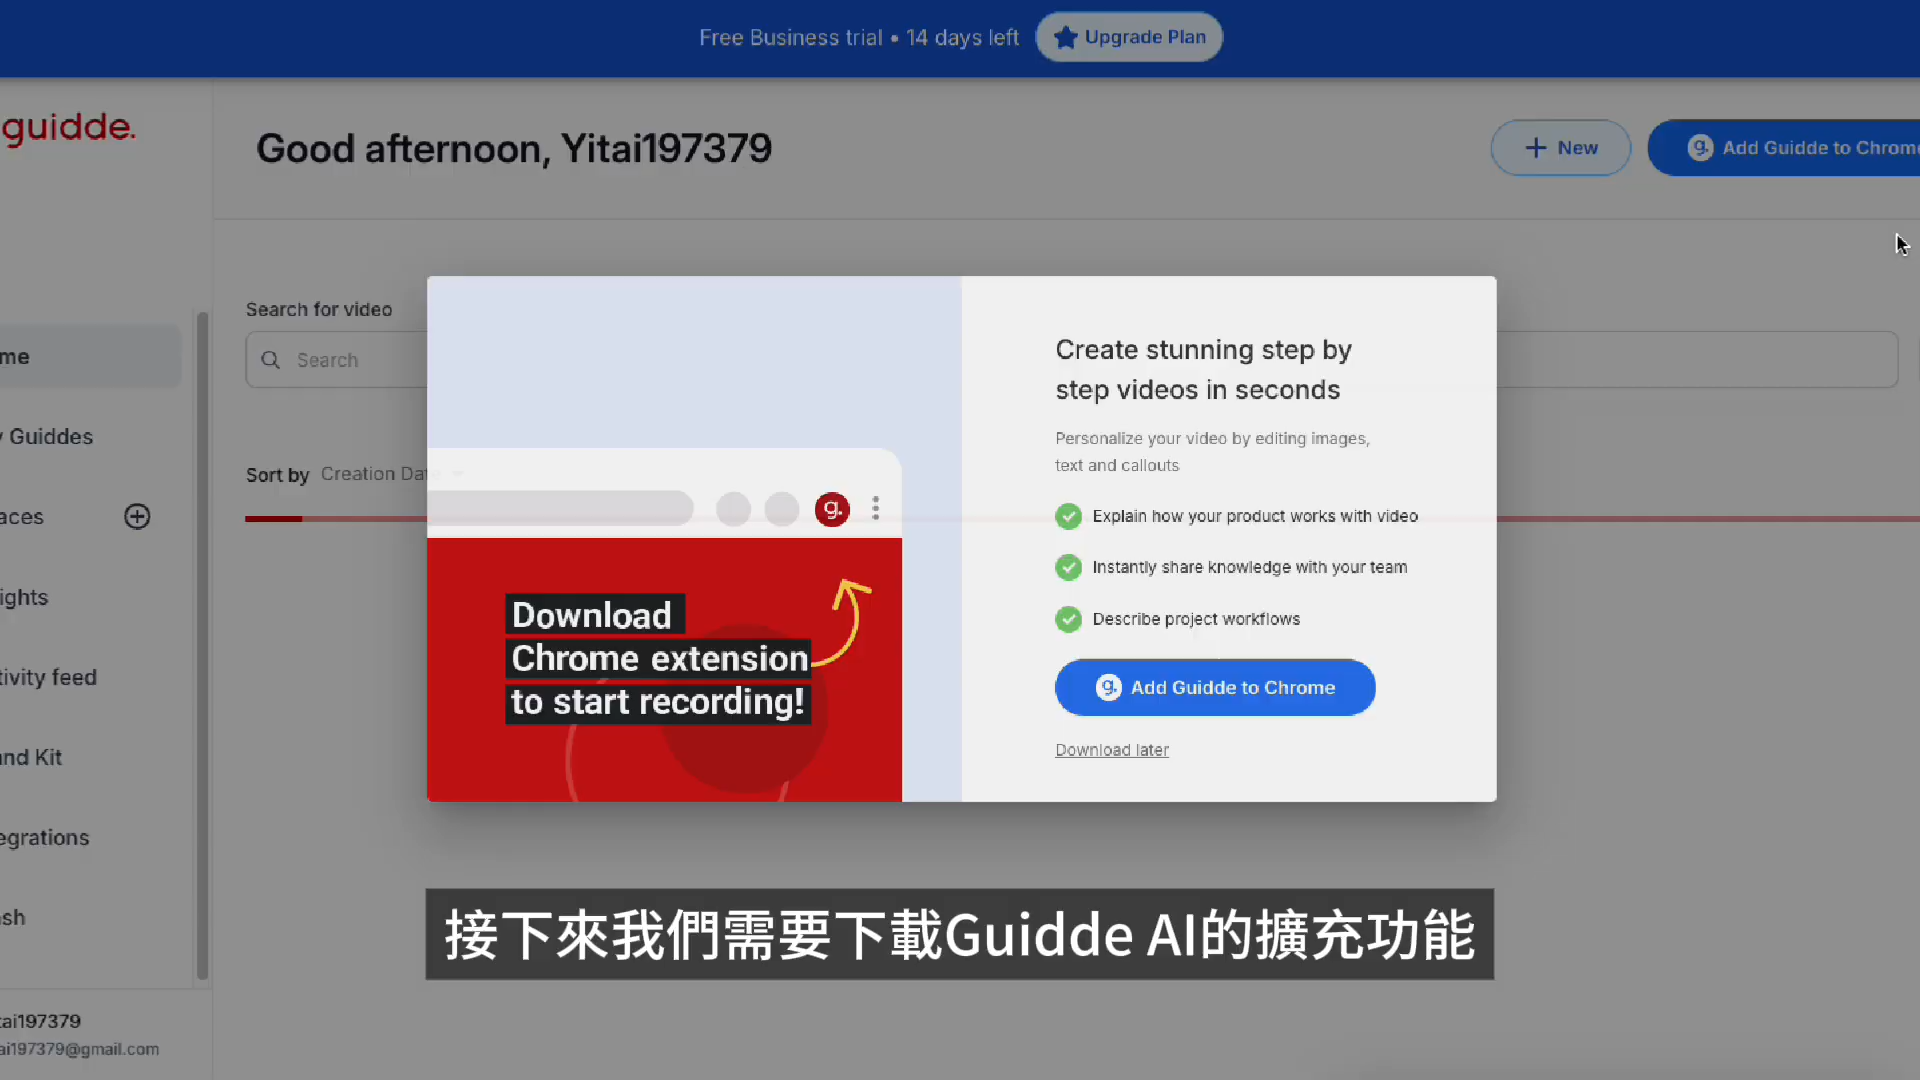 Free Business trial • 14 days left
Upgrade Plan
guidde.
Good afternoon, Yitai197379
New
Add Guidde to Chrome
Search for video
Search
me
Guiddes
aces
ights
tivity feed
and Kit
egrations
sh
Sort by Creation Date
g.
Download
Chrome extension
to start recording!
Create stunning step by
step videos in seconds
Personalize your video by editing images,
text and callouts
Explain how your product works with video
Instantly share knowledge with your team
Describe project workflows
g. Add Guidde to Chrome
Download later
接下來我們需要下載Guidde AI的擴充功能
tai197379
ai197379@gmail.com